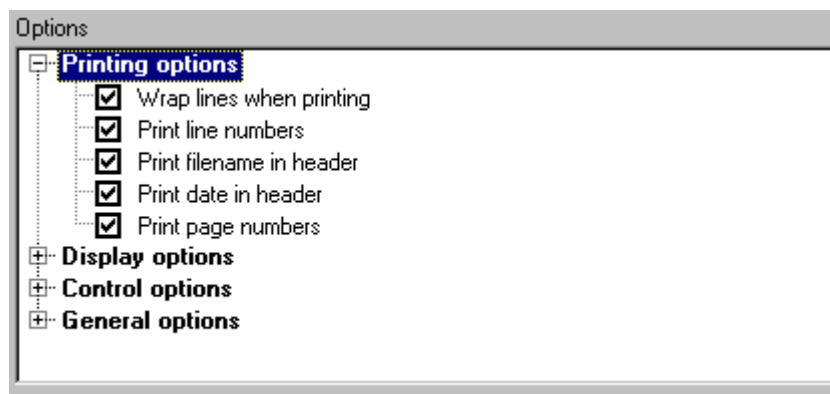 Options
Printing options
Wrap lines when printing
Print line numbers
Print filename in header
Print date in header
Print page numbers
Display options
Control options
General options